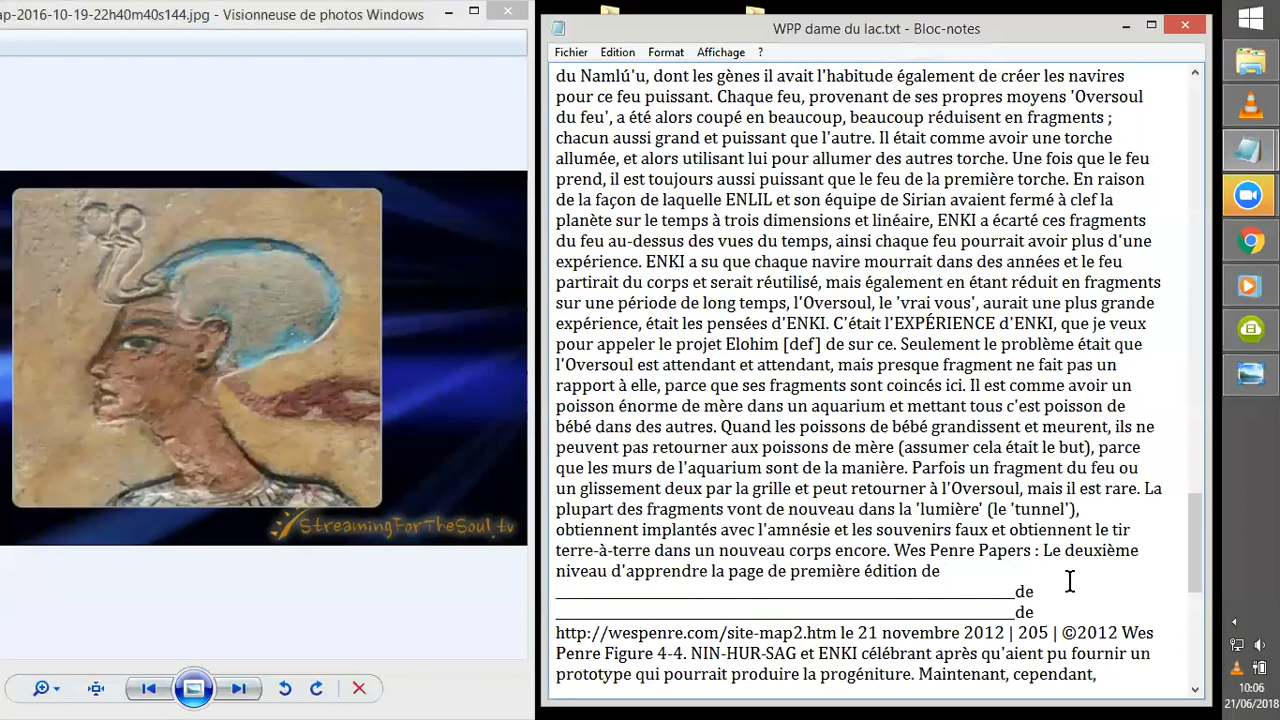 ap-2016-10-19-22h40m40s144.jpg - Visionneuse de photos Windows
StreamingForTheSoul.tv
WPP dame du lac.txt - Bloc-notes
Fichier Edition Format Affichage ?
du Namlú'u, dont les gènes il avait l'habitude également de créer les navires
pour ce feu puissant. Chaque feu, provenant de ses propres moyens 'Oversoul
du feu', a été alors coupé en beaucoup, beaucoup réduisent en fragments ;
chacun aussi grand et puissant que l'autre. Il était comme avoir une torche
allumée, et alors utilisant lui pour allumer des autres torche. Une fois que le feu
prend, il est toujours aussi puissant que le feu de la première torche. En raison
de la façon de laquelle ENLIL et son équipe de Sirian avaient fermé à clef la
planète sur le temps à trois dimensions et linéaire, ENKI a écarté ces fragments
du feu au-dessus des vues du temps, ainsi chaque feu pourrait avoir plus d'une
expérience. ENKI a su que chaque navire mourrait dans des années et le feu
partirait du corps et serait réutilisé, mais également en étant réduit en fragments
sur une période de long temps, l'Oversoul, le 'vrai vous', aurait une plus grande
expérience, était les pensées d'ENKI. C'était l'EXPÉRIENCE d'ENKI, que je veux
pour appeler le projet Elohim [def] de sur ce. Seulement le problème était que
l'Oversoul est attendant et attendant, mais presque fragment ne fait pas un
rapport à elle, parce que ses fragments sont coincés ici. Il est comme avoir un
poisson énorme de mère dans un aquarium et mettant tous c'est poisson de
bébé dans des autres. Quand les poissons de bébé grandissent et meurent, ils ne
peuvent pas retourner aux poissons de mère (assumer cela était le but), parce
que les murs de l'aquarium sont de la manière. Parfois un fragment du feu ou
un glissement deux par la grille et peut retourner à l'Oversoul, mais il est rare. La
plupart des fragments vont de nouveau dans la 'lumière' (le 'tunnel'),
obtiennent implantés avec l'amnésie et les souvenirs faux et obtiennent le tir
terre-à-terre dans un nouveau corps encore. Wes Penre Papers : Le deuxième
niveau d'apprendre la page de première édition de
______________________________________________________de
______________________________________________________de
http://wespenre.com/site-map2.htm le 21 novembre 2012 | 205 | ©2012 Wes
Penre Figure 4-4. NIN-HUR-SAG et ENKI célébrant après qu'aient pu fournir un
prototype qui pourrait produire la progéniture. Maintenant, cependant,
10:06
21/06/2018